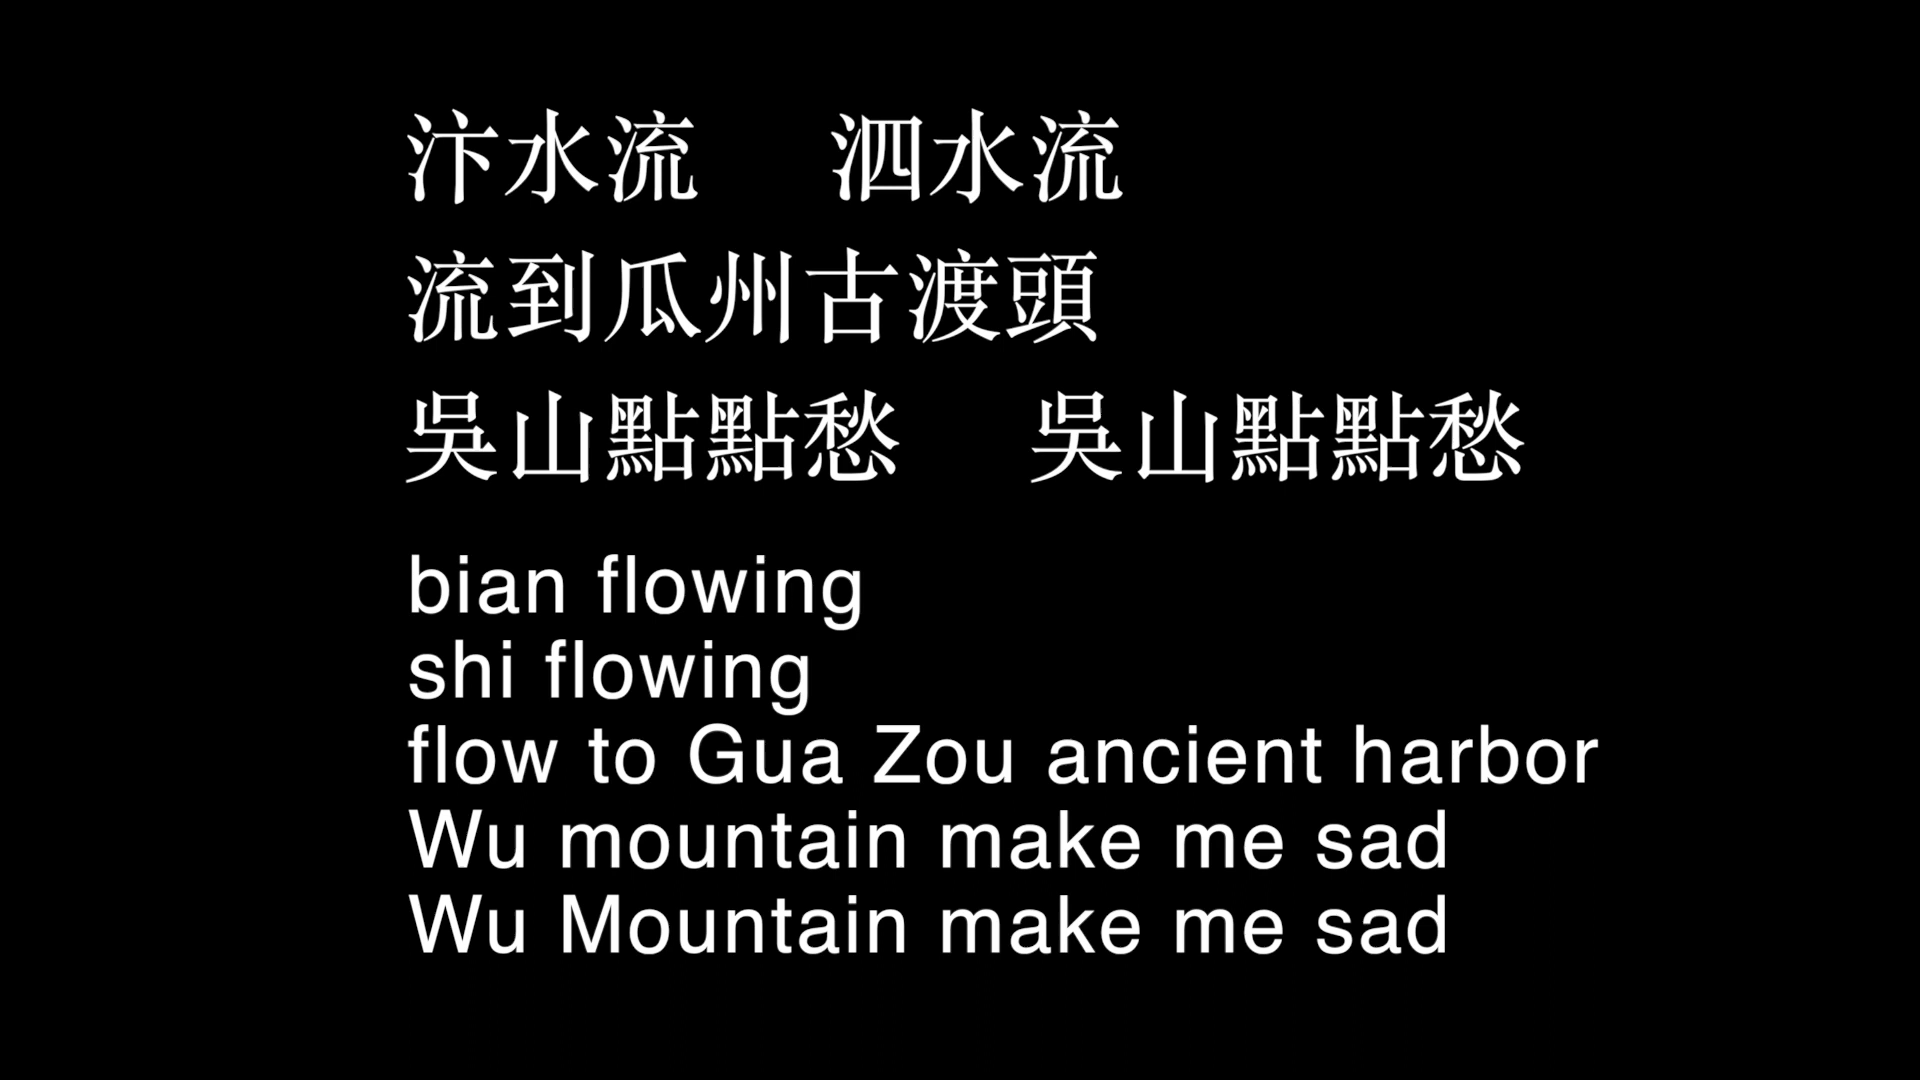 汴水流 泗水流
流到瓜州古渡頭
吳山點點愁 吳山點點愁
bian flowing
shi flowing
flow to Gua Zou ancient harbor
Wu mountain make me sad
Wu Mountain make me sad